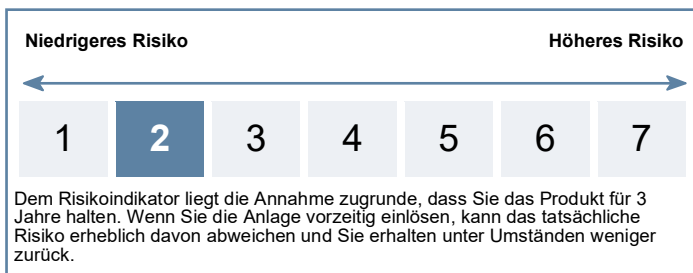 Niedrigeres Risiko Höheres Risiko
1 2 3 4 5 6 7
Dem Risikoindikator liegt die Annahme zugrunde, dass Sie das Produkt für 3
Jahre halten. Wenn Sie die Anlage vorzeitig einlösen, kann das tatsächliche
Risiko erheblich davon abweichen und Sie erhalten unter Umständen weniger
zurück.